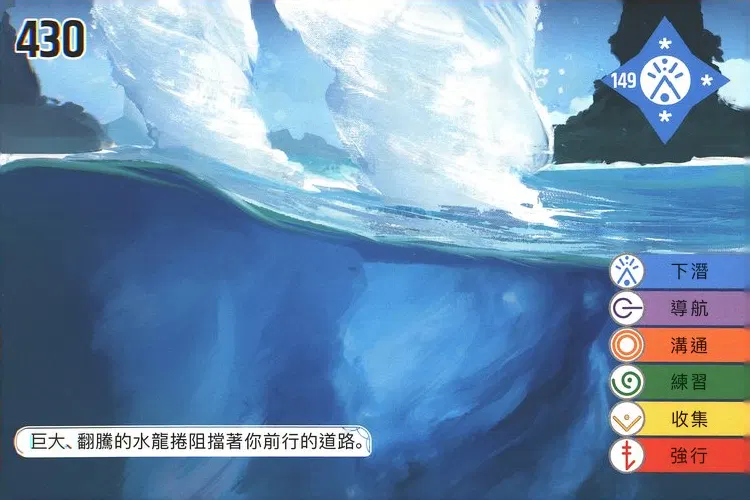 430
149
下潛
導航
溝通
練習
收集
強行
巨大、翻騰的水龍捲阻擋著你前行的道路。